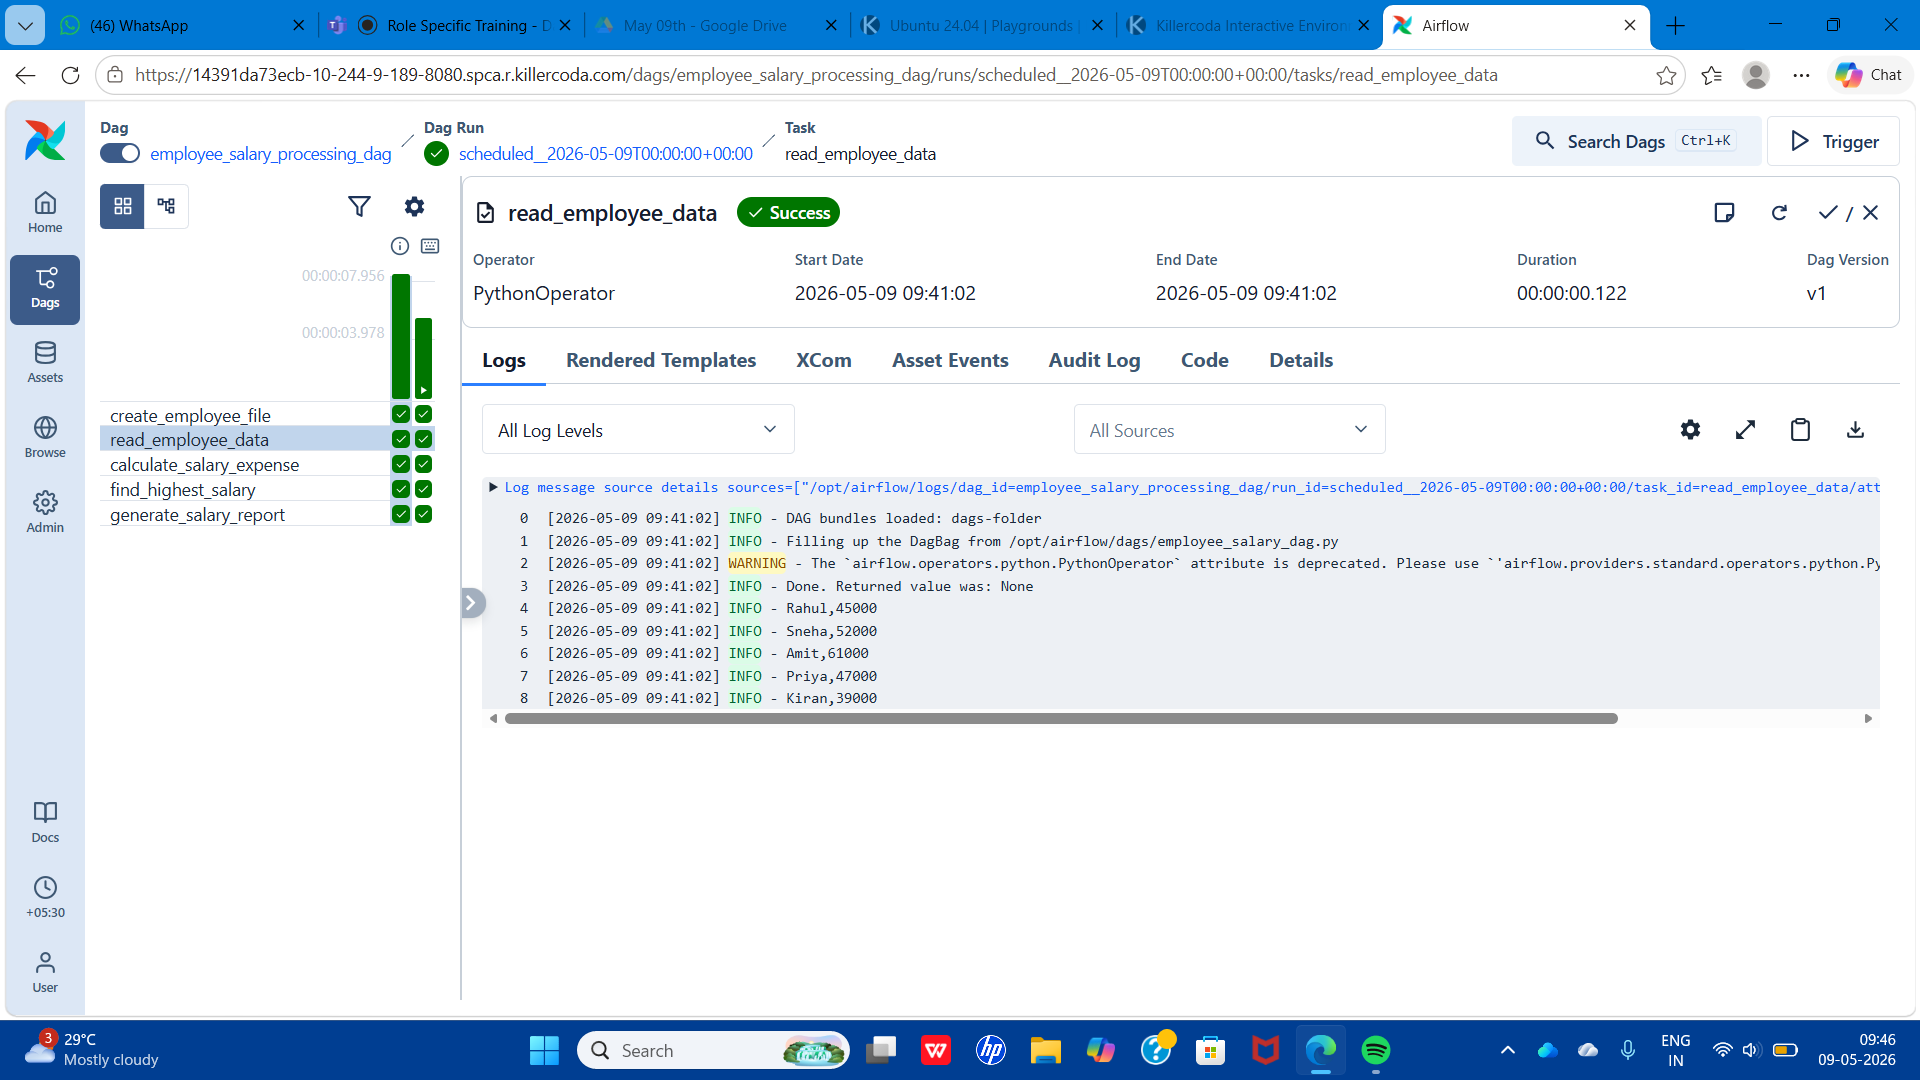 (46) WhatsApp
Role Specific Training - D
May 09th - Google Drive
Ubuntu 24.04 | Playgrounds |
Killercoda Interactive Environ
Airflow
https://14391da73ecb-10-244-9-189-8080.spca.r.killercoda.com/dags/employee_salary_processing_dag/runs/scheduled__2026-05-09T00:00:00+00:00/tasks/read_employee_data
Chat
Dag
employee_salary_processing_dag
Dag Run
scheduled__2026-05-09T00:00:00+00:00
Task
read_employee_data
Search Dags Ctrl+K
Trigger
Home
Dags
Assets
Browse
Admin
Docs
+05:30
User
00:00:07.956
00:00:03.978
create_employee_file
read_employee_data
calculate_salary_expense
find_highest_salary
generate_salary_report
read_employee_data
Success
/
Operator
PythonOperator
Start Date
2026-05-09 09:41:02
End Date
2026-05-09 09:41:02
Duration
00:00:00.122
Dag Version
v1
Logs
Rendered Templates
XCom
Asset Events
Audit Log
Code
Details
All Log Levels
All Sources
Log message source details sources=["/opt/airflow/logs/dag_id=employee_salary_processing_dag/run_id=scheduled__2026-05-09T00:00:00+00:00/task_id=read_employee_data/att
0 [2026-05-09 09:41:02] INFO - DAG bundles loaded: dags-folder
1 [2026-05-09 09:41:02] INFO - Filling up the DagBag from /opt/airflow/dags/employee_salary_dag.py
2 [2026-05-09 09:41:02] WARNING - The `airflow.operators.python.PythonOperator` attribute is deprecated. Please use `'airflow.providers.standard.operators.python.Py
3 [2026-05-09 09:41:02] INFO - Done. Returned value was: None
4 [2026-05-09 09:41:02] INFO - Rahul,45000
5 [2026-05-09 09:41:02] INFO - Sneha,52000
6 [2026-05-09 09:41:02] INFO - Amit,61000
7 [2026-05-09 09:41:02] INFO - Priya,47000
8 [2026-05-09 09:41:02] INFO - Kiran,39000
3
29°C
Mostly cloudy
Search
ENG
IN
09:46
09-05-2026